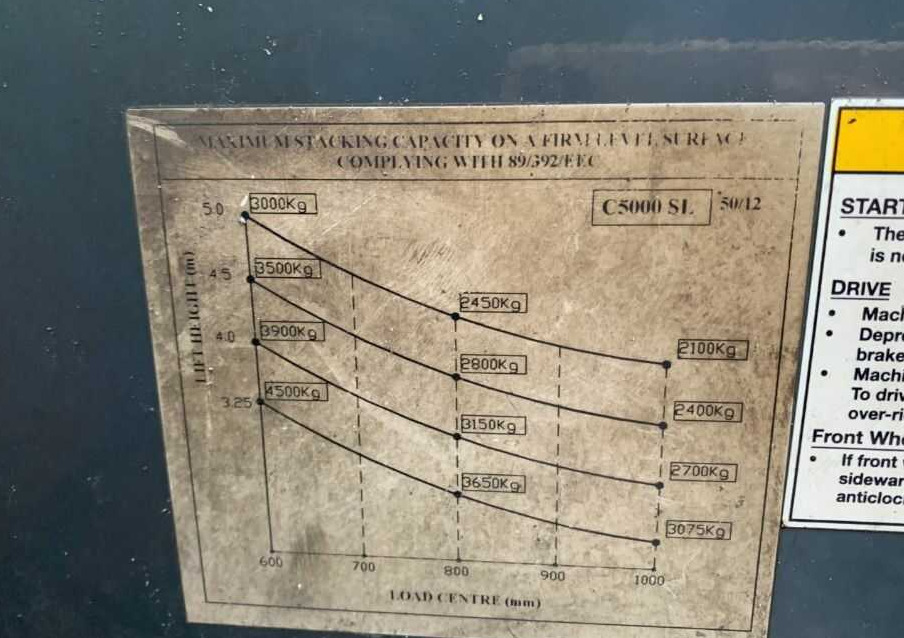 MAXIMUM STACKING CAPACITY ON A FIRM LEVEL SURFACE
COMPLYING WITH 89/392/EEC
C5000 SL 50/12
LIFT HEIGHT (m)
5.0 3000Kg
4.5 3500Kg
4.0 3900Kg
3.25 4500Kg
2450Kg
2800Kg
3150Kg
3650Kg
2100Kg
2400Kg
2700Kg
3075Kg
600 700 800 900 1000
LOAD CENTRE (mm)
START
• The
is n
DRIVE
• Mach
• Depre
brake
• Machi
To driv
over-ri
Front Whe
• If front
sidewar
anticloc